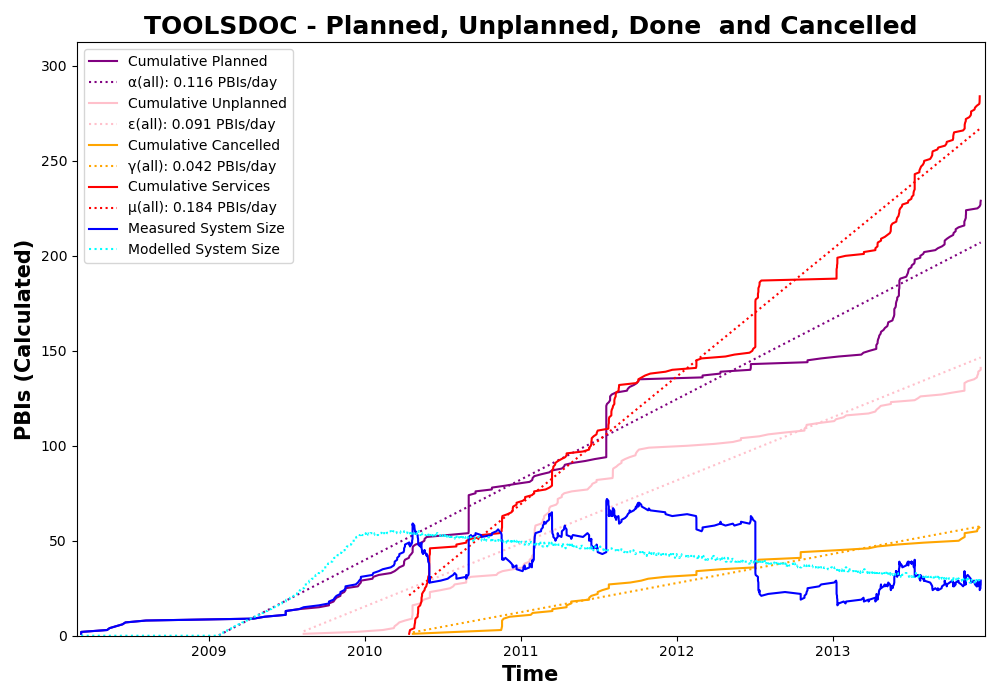 TOOLSDOC - Planned, Unplanned, Done  and Cancelled
Cumulative Planned
α(all): 0.116 PBIs/day
Cumulative Unplanned
ε(all): 0.091 PBIs/day
Cumulative Cancelled
γ(all): 0.042 PBIs/day
Cumulative Services
μ(all): 0.184 PBIs/day
Measured System Size
Modelled System Size
PBIs (Calculated)
300
250
200
150
100
50
0
2009 2010 2011 2012 2013
Time